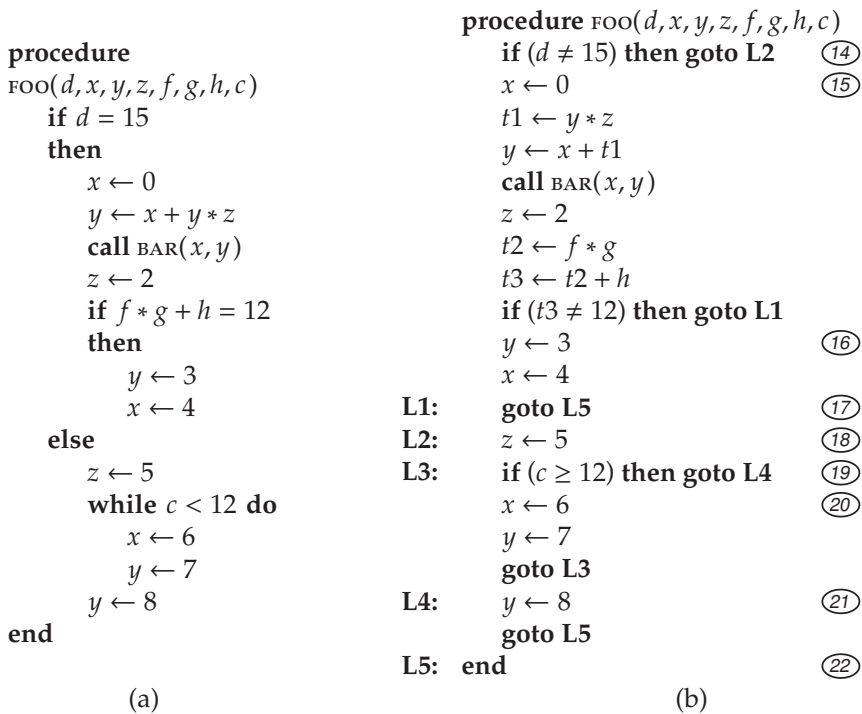 procedure
FOO(d, x, y, z, f, g, h, c)
if d = 15
then
x ← 0
y ← x + y ∗ z
call BAR(x, y)
z ← 2
if f ∗ g + h = 12
then
y ← 3
x ← 4
else
z ← 5
while c < 12 do
x ← 6
y ← 7
y ← 8
end
(a)
procedure FOO(d, x, y, z, f, g, h, c)
if (d ≠ 15) then goto L2 14
x ← 0 15
t1 ← y ∗ z
y ← x + t1
call BAR(x, y)
z ← 2
t2 ← f ∗ g
t3 ← t2 + h
if (t3 ≠ 12) then goto L1
y ← 3 16
x ← 4
L1: goto L5 17
L2: z ← 5 18
L3: if (c ≥ 12) then goto L4 19
x ← 6 20
y ← 7
goto L3
L4: y ← 8 21
goto L5
L5: end 22
(b)